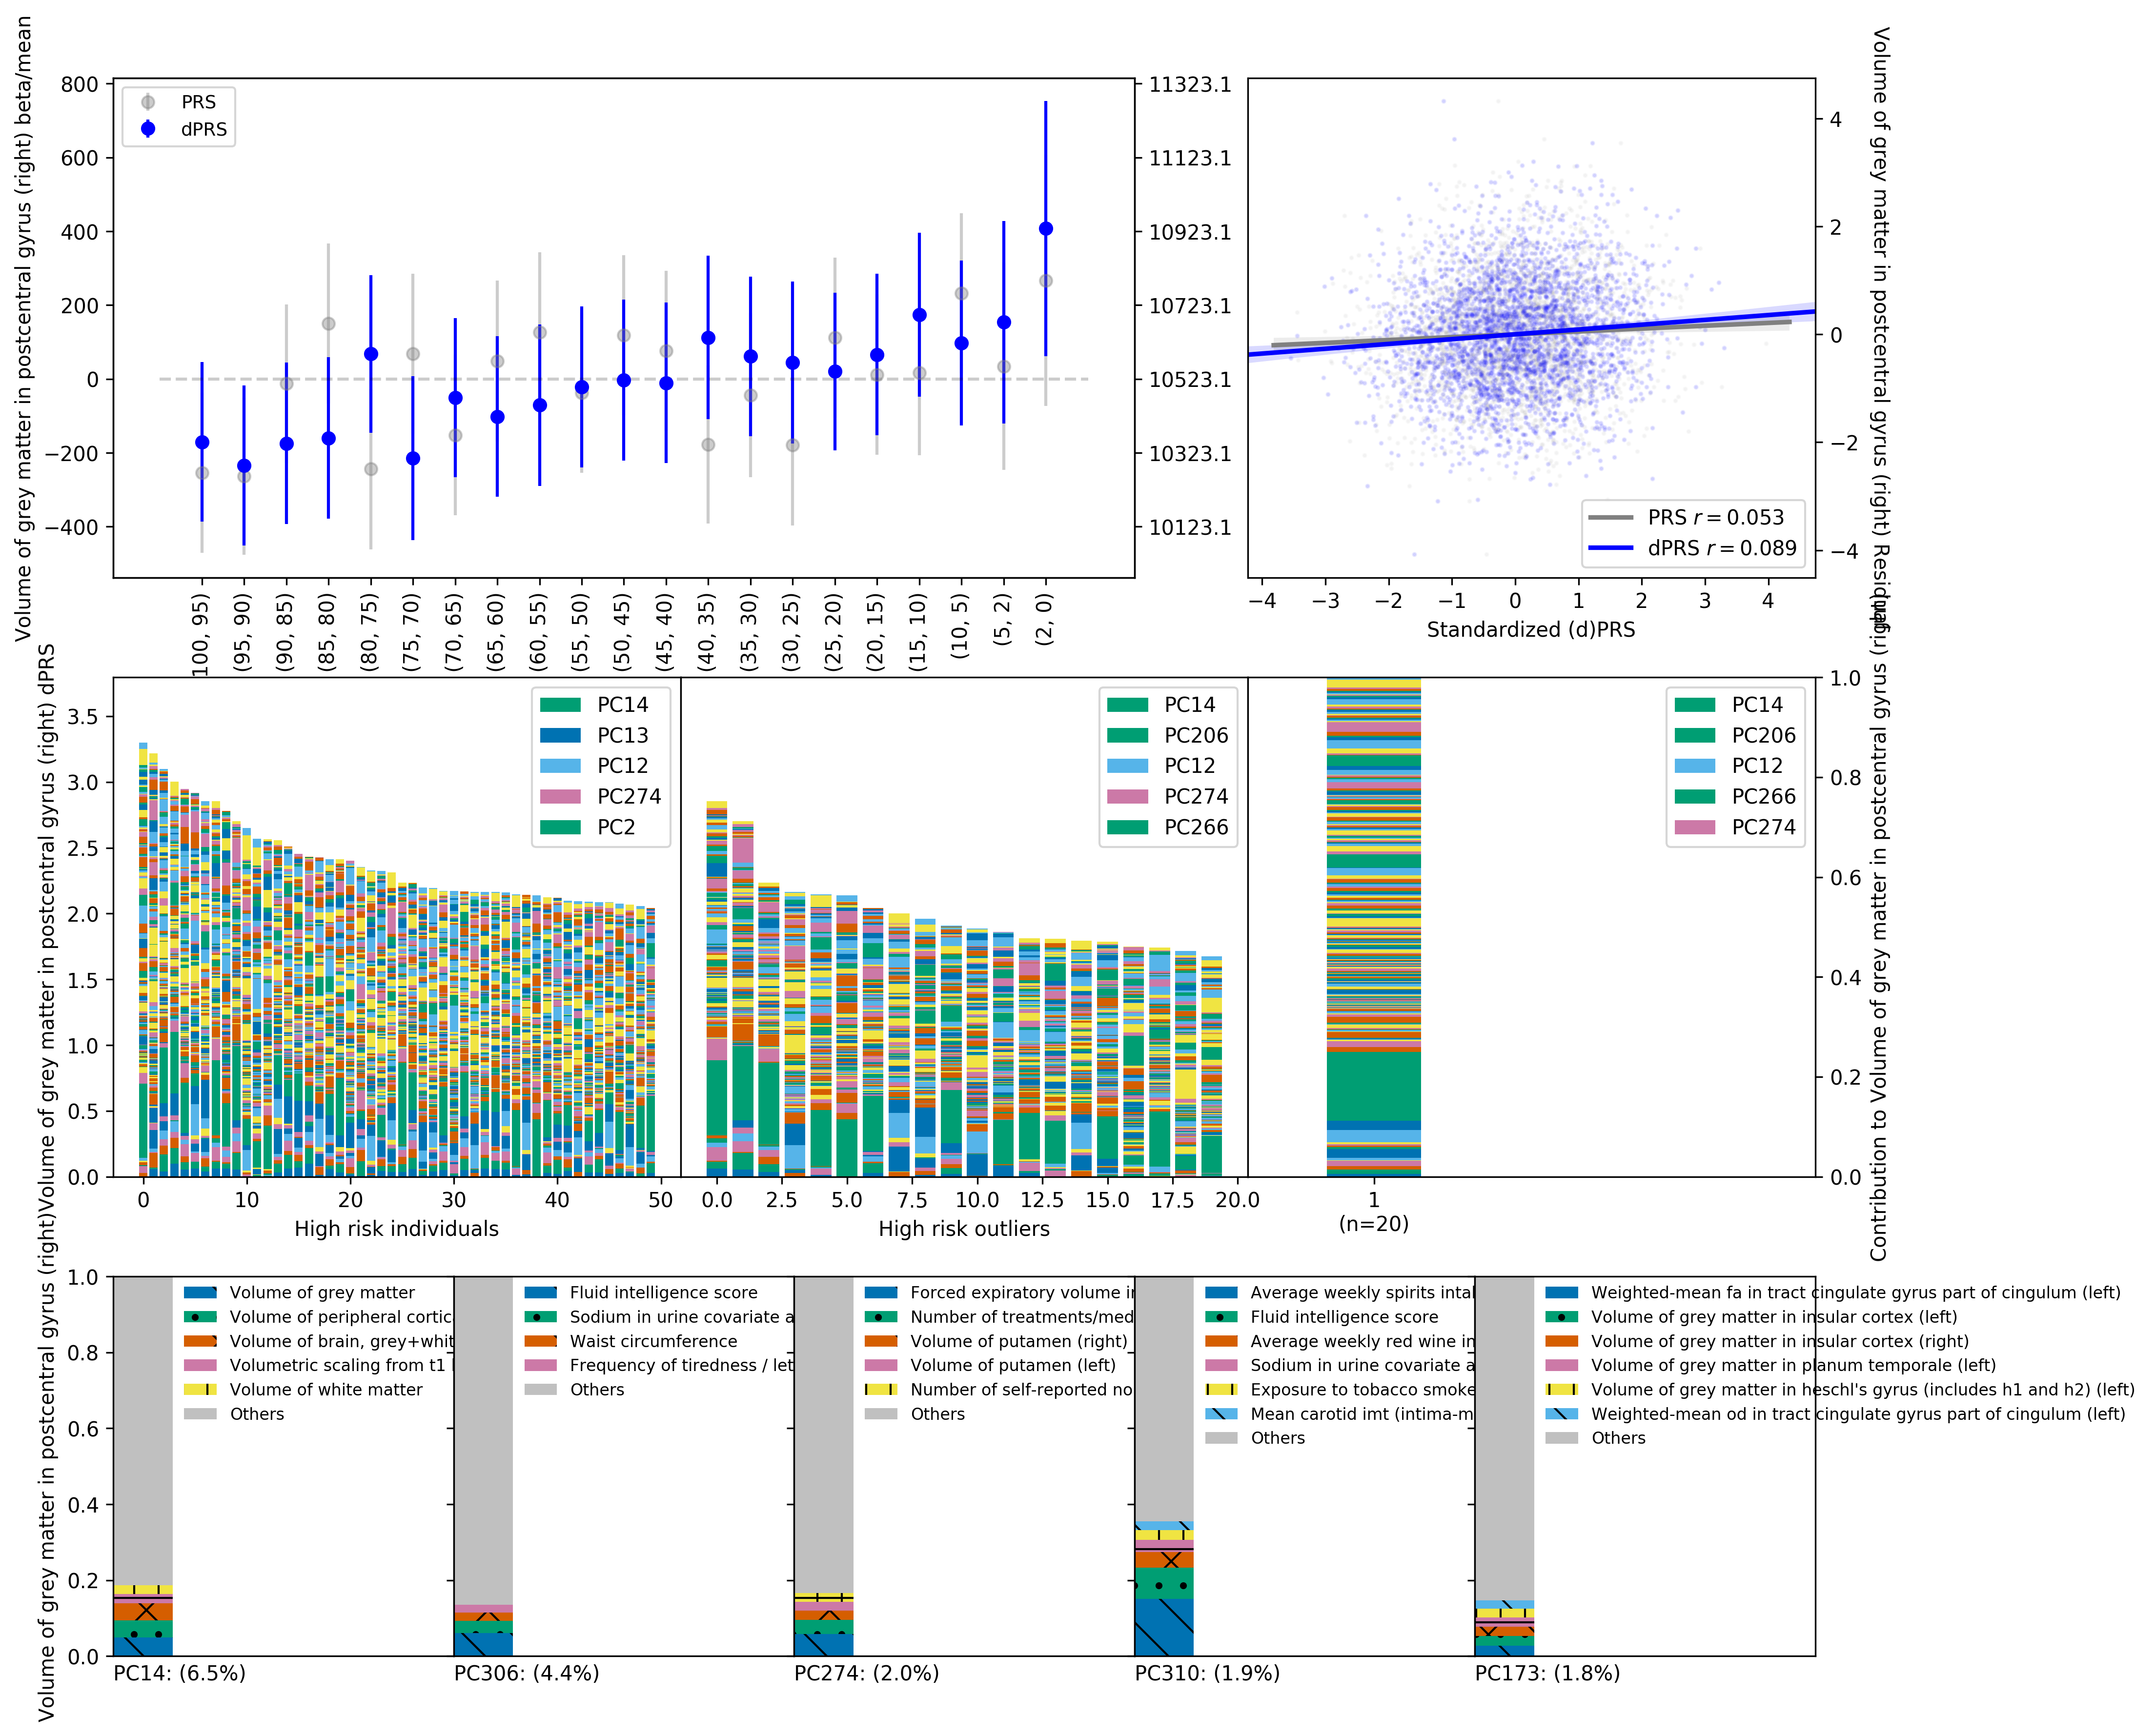 Volume of grey matter in postcentral gyrus (right) beta/mean
800
600
400
200
0
−200
−400
PRS
dPRS
11323.1
11123.1
10923.1
10723.1
10523.1
10323.1
10123.1
100, 95)
(95, 90)
(90, 85)
(85, 80)
(80, 75)
(75, 70)
(70, 65)
(65, 60)
(60, 55)
(55, 50)
(50, 45)
(45, 40)
(40, 35)
(35, 30)
(30, 25)
(25, 20)
(20, 15)
(15, 10)
(10, 5)
(5, 2)
(2, 0)
PRS r = 0.053
dPRS r = 0.089
−4
−3
−2
−1
0
1
2
3
4
Standardized (d)PRS
4
2
0
−2
−4
Volume of grey matter in postcentral gyrus (right) Residual
Volume of grey matter in postcentral gyrus (right) dPRS
3.5
3.0
2.5
2.0
1.5
1.0
0.5
0.0
PC14
PC13
PC12
PC274
PC2
0
10
20
30
40
50
High risk individuals
PC14
PC206
PC12
PC274
PC266
0.0
2.5
5.0
7.5
10.0
12.5
15.0
17.5
20.0
High risk outliers
PC14
PC206
PC12
PC266
PC274
1
(n=20)
1.0
0.8
0.6
0.4
0.2
0.0
Contribution to Volume of grey matter in postcentral gyrus (right)
Volume of grey matter in postcentral gyrus (right)
1.0
0.8
0.6
0.4
0.2
0.0
Volume of grey matter
Volume of peripheral cortic
Volume of brain, grey+whit
Volumetric scaling from t1
Volume of white matter
Others
PC14: (6.5%)
Fluid intelligence score
Sodium in urine covariate a
Waist circumference
Frequency of tiredness / let
Others
PC306: (4.4%)
Forced expiratory volume i
Number of treatments/med
Volume of putamen (right)
Volume of putamen (left)
Number of self-reported no
Others
PC274: (2.0%)
Average weekly spirits intal
Fluid intelligence score
Average weekly red wine in
Sodium in urine covariate a
Exposure to tobacco smoke
Mean carotid imt (intima-m
Others
PC310: (1.9%)
Weighted-mean fa in tract cingulate gyrus part of cingulum (left)
Volume of grey matter in insular cortex (left)
Volume of grey matter in insular cortex (right)
Volume of grey matter in planum temporale (left)
Volume of grey matter in heschl's gyrus (includes h1 and h2) (left)
Weighted-mean od in tract cingulate gyrus part of cingulum (left)
Others
PC173: (1.8%)